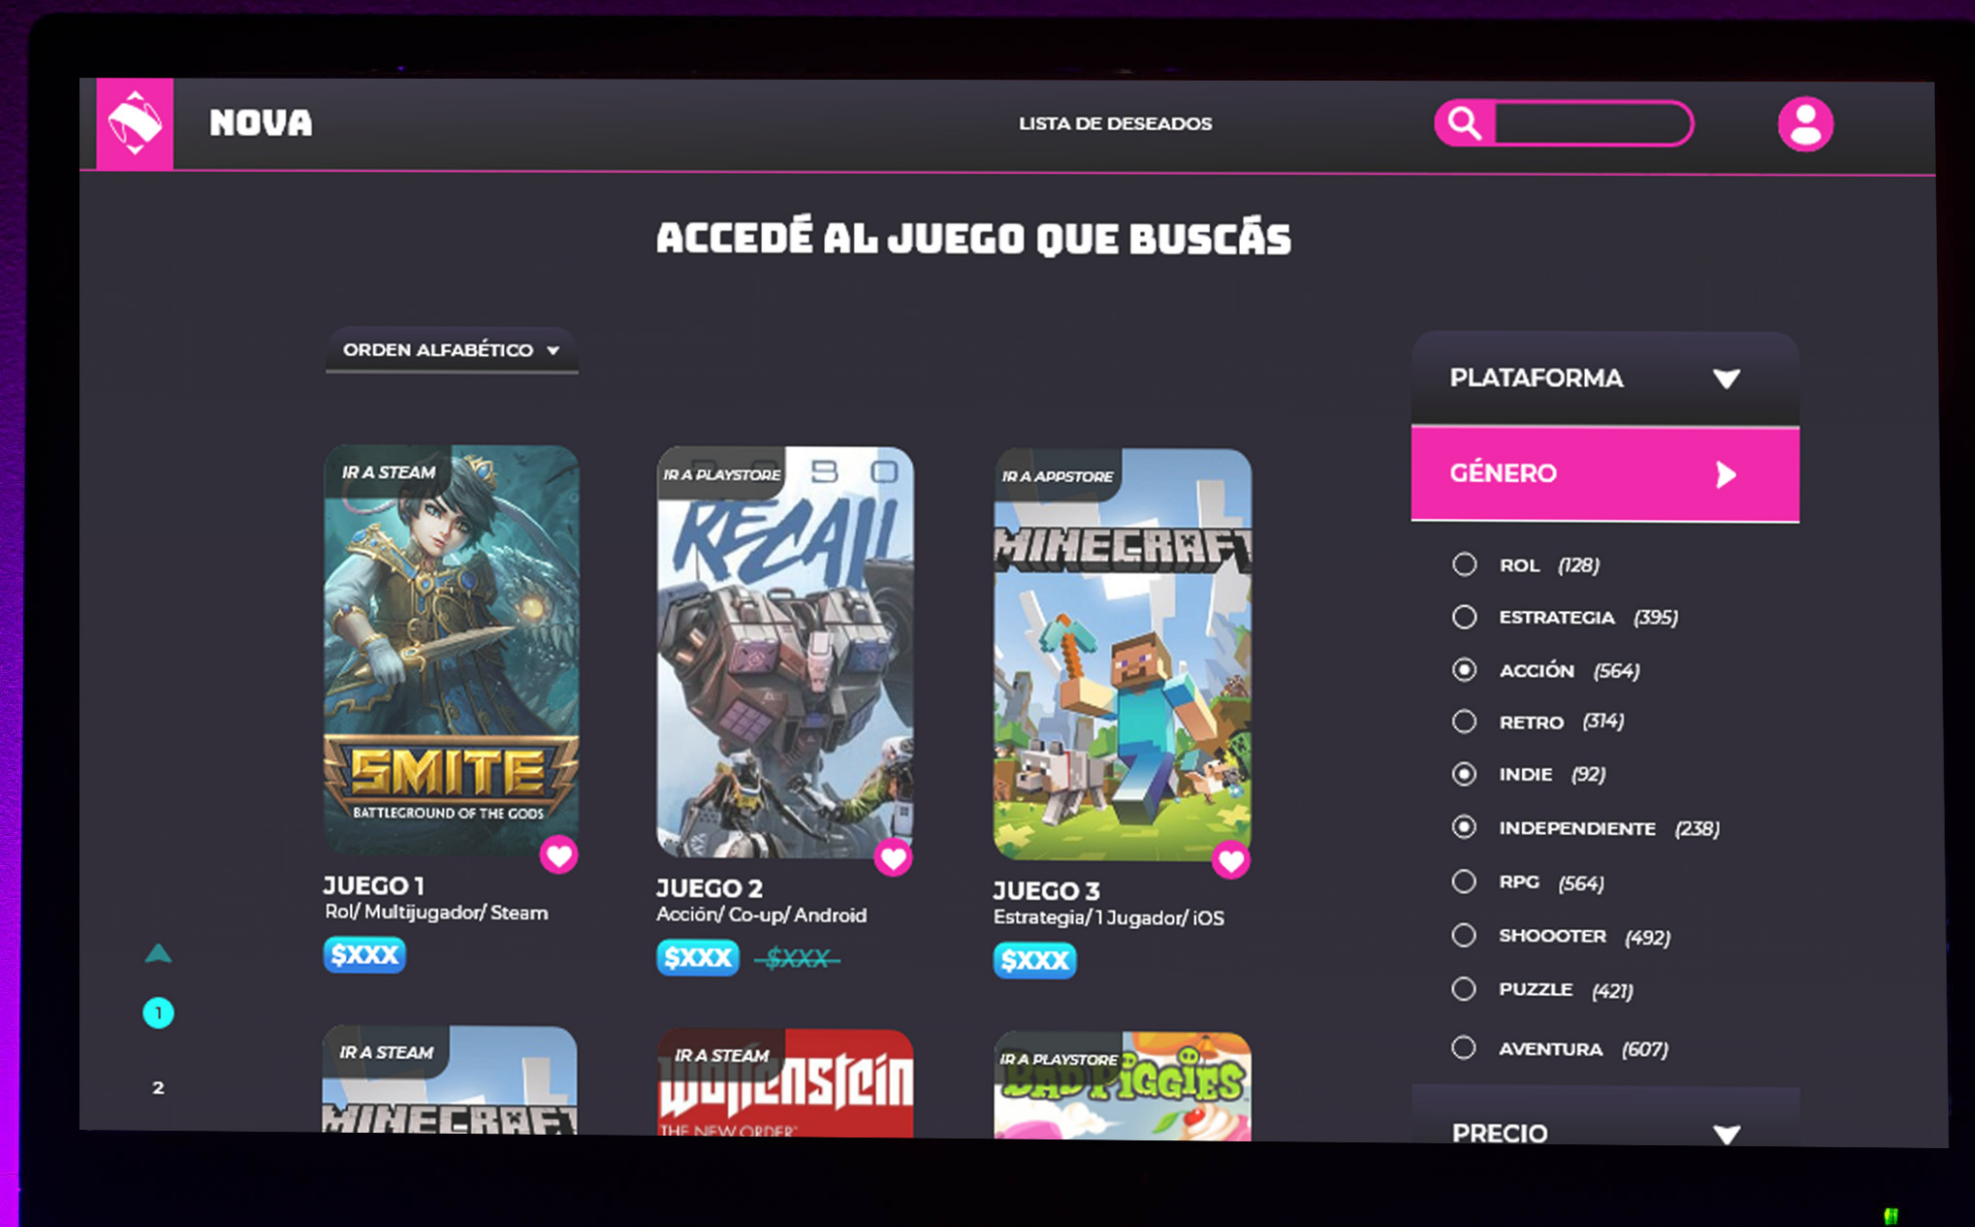 NOVA
LISTA DE DESEADOS
ACCEDÉ AL JUEGO QUE BUSCÁS
ORDEN ALFABÉTICO
PLATAFORMA
GÉNERO
ROL (128)
ESTRATEGIA (395)
ACCIÓN (564)
RETRO (314)
INDIE (92)
INDEPENDIENTE (238)
RPG (564)
SHOOOTER (492)
PUZZLE (421)
AVENTURA (607)
PRECIO
IR A STEAM
SMITE
BATTLEGROUND OF THE GODS
JUEGO 1
Rol/ Multijugador/ Steam
$XXX
IR A PLAYSTORE
RECALL
JUEGO 2
Acción/ Co-up/ Android
$XXX $XXX
IR A APPSTORE
MINECRAFT
JUEGO 3
Estrategia/ 1 Jugador/ iOS
$XXX
IR A STEAM
MINECRAFT
IR A STEAM
Wolfenstein
THE NEW ORDER
IR A PLAYSTORE
BAD PIGGIES
1
2